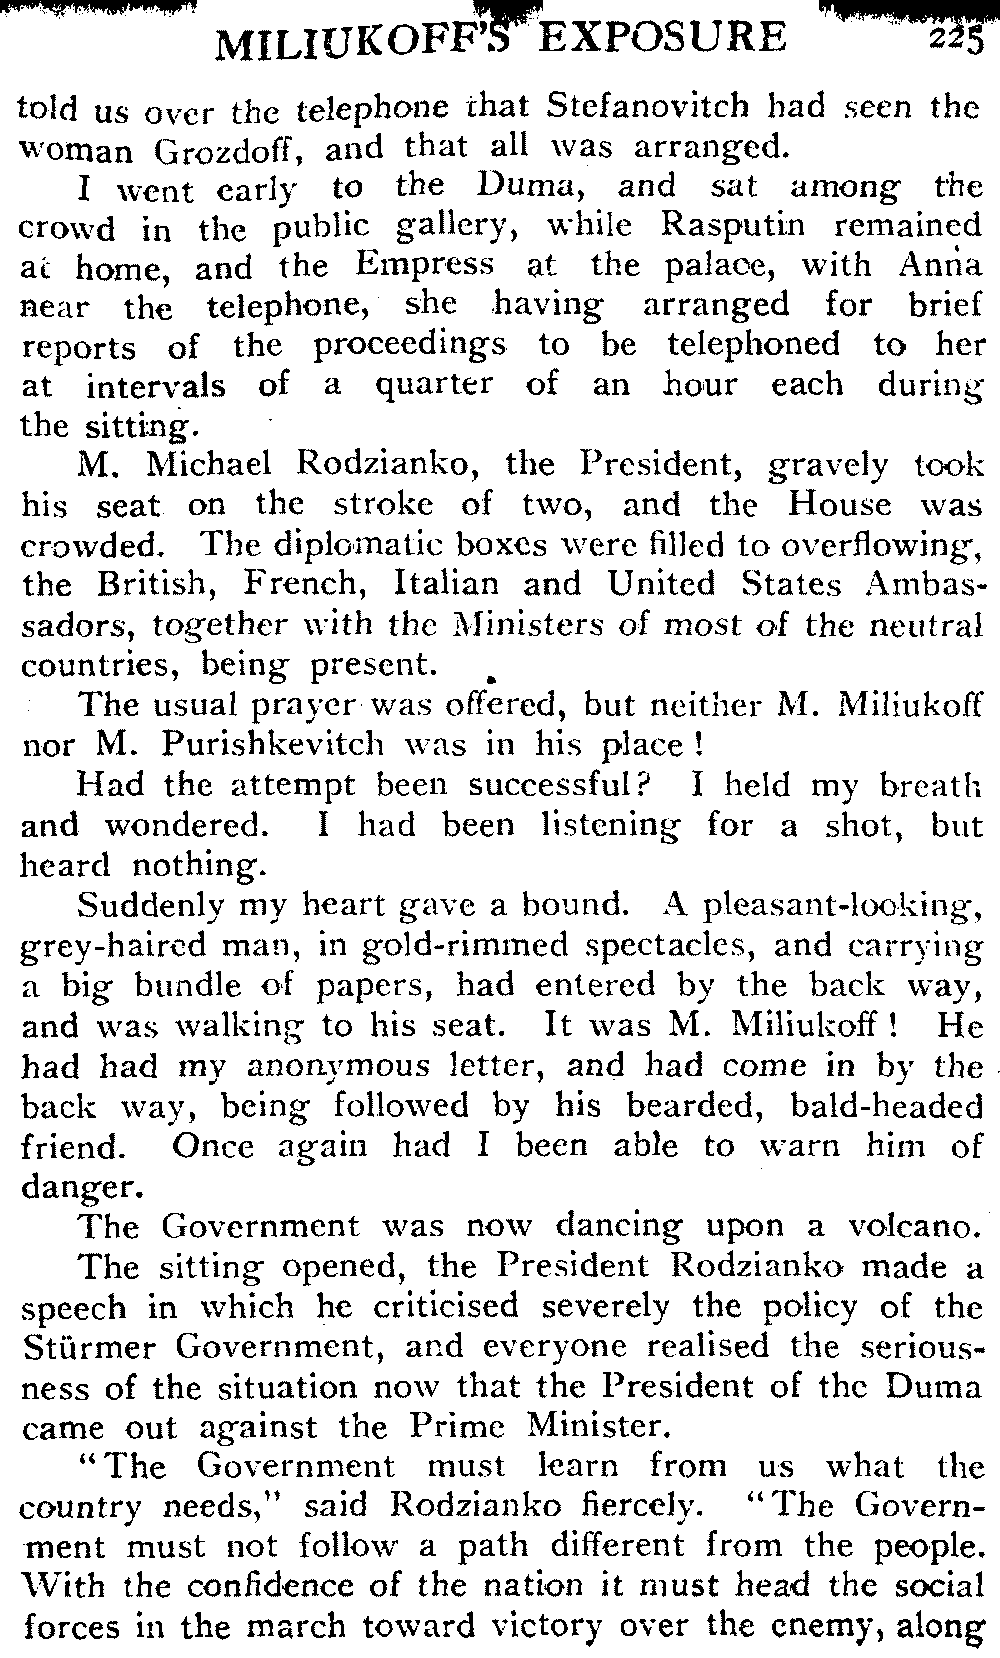 MILIUKOFF'S EXPOSURE 225
told us over the telephone that Stefanovitch had seen the
woman Grozdoff, and that all was arranged.
I went early to the Duma, and sat among the
crowd in the public gallery, while Rasputin remained
at home, and the Empress at the palace, with Anna
near the telephone, she having arranged for brief
reports of the proceedings to be telephoned to her
at intervals of a quarter of an hour each during
the sitting.
M. Michael Rodzianko, the President, gravely took
his seat on the stroke of two, and the House was
crowded. The diplomatic boxes were filled to overflowing,
the British, French, Italian and United States Ambas-
sadors, together with the Ministers of most of the neutral
countries, being present.
The usual prayer was offered, but neither M. Miliukoff
nor M. Purishkevitch was in his place!
Had the attempt been successful? I held my breath
and wondered. I had been listening for a shot, but
heard nothing.
Suddenly my heart gave a bound. A pleasant-looking,
grey-haired man, in gold-rimmed spectacles, and carrying
a big bundle of papers, had entered by the back way,
and was walking to his seat. It was M. Miliukoff! He
had had my anonymous letter, and had come in by the
back way, being followed by his bearded, bald-headed
friend. Once again had I been able to warn him of
danger.
The Government was now dancing upon a volcano.
The sitting opened, the President Rodzianko made a
speech in which he criticised severely the policy of the
Stürmer Government, and everyone realised the serious-
ness of the situation now that the President of the Duma
came out against the Prime Minister.
"The Government must learn from us what the
country needs," said Rodzianko fiercely. "The Govern-
ment must not follow a path different from the people.
With the confidence of the nation it must head the social
forces in the march toward victory over the enemy, along